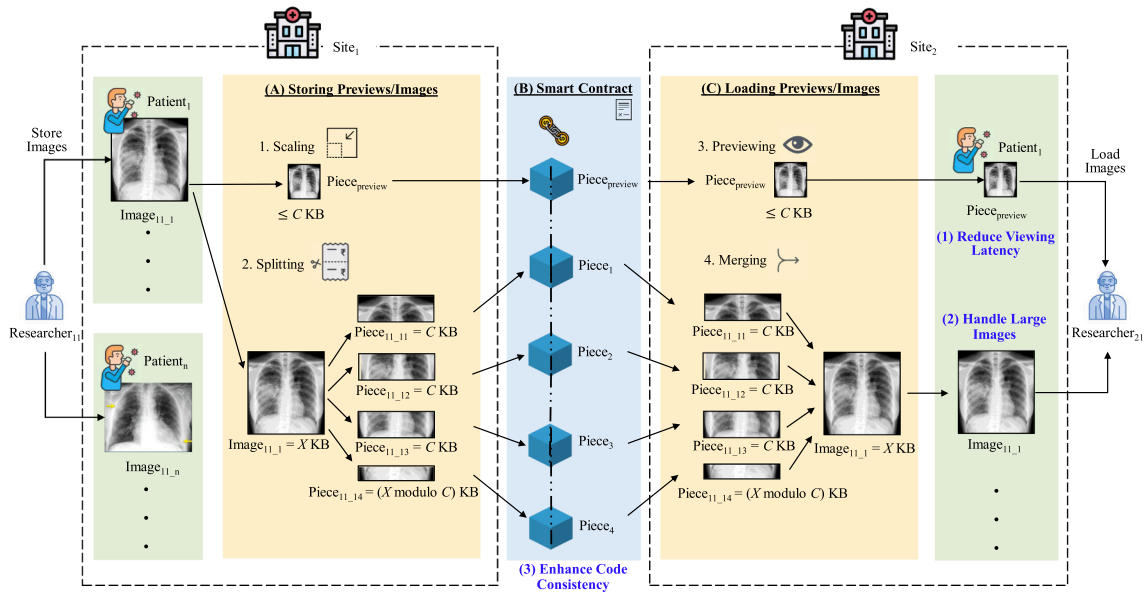 Site1
Site2
Store
Images
Researcher11
Patient1
Image11_1
Patientn
Image11_n
(A) Storing Previews/Images
1. Scaling
Piecepreview
≤ C KB
2. Splitting
Image11_1 = X KB
Piece11_11 = C KB
Piece11_12 = C KB
Piece11_13 = C KB
Piece11_14 = (X modulo C) KB
(B) Smart Contract
Piecepreview
Piece1
Piece2
Piece3
Piece4
(3) Enhance Code
Consistency
(C) Loading Previews/Images
3. Previewing
Piecepreview
≤ C KB
4. Merging
Piece11_11 = C KB
Piece11_12 = C KB
Piece11_13 = C KB
Piece11_14 = (X modulo C) KB
Image11_1 = X KB
Patient1
Piecepreview
(1) Reduce Viewing
Latency
(2) Handle Large
Images
Image11_1
Load
Images
Researcher21